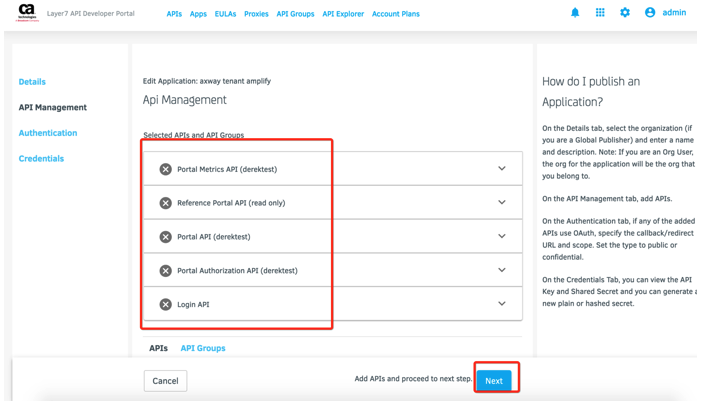 ca
technologies
Layer7 API Developer Portal
APIs Apps EULAs Proxies API Groups API Explorer Account Plans
admin
Details
API Management
Authentication
Credentials
Edit Application: axway tenant amplify
Api Management
Selected APIs and API Groups
Portal Metrics API (derektest)
Reference Portal API (read only)
Portal API (derektest)
Portal Authorization API (derektest)
Login API
APIs API Groups
Cancel
Add APIs and proceed to next step.
Next
How do I publish an
Application?
On the Details tab, select the organization (if
you are a Global Publisher) and enter a name
and description. Note: If you are an Org User,
the org for the application will be the org that
you belong to.
On the API Management tab, add APIs.
On the Authentication tab, if any of the added
APIs use OAuth, specify the callback/redirect
URL and scope. Set the type to public or
confidential.
On the Credentials Tab, you can view the API
Key and Shared Secret and you can generate a
new plain or hashed secret.